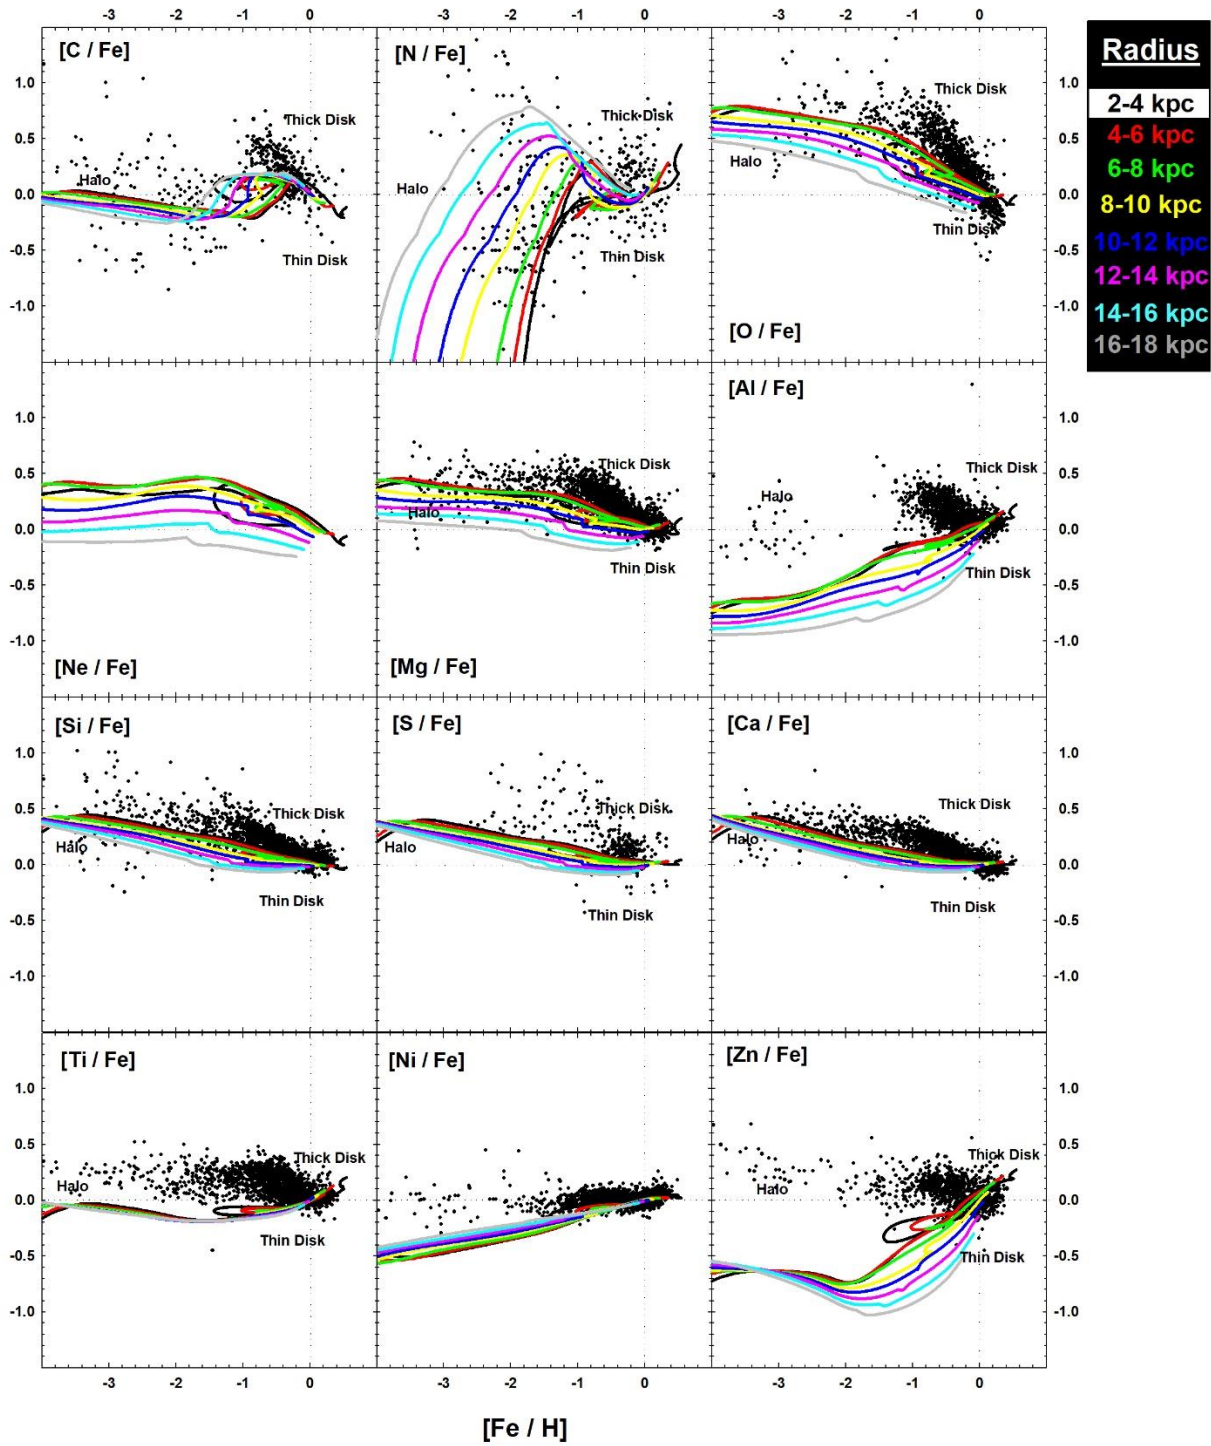 -3 -2 -1 0 -3 -2 -1 0 -3 -2 -1 0
[C / Fe] [N / Fe] Radius
1.0 1.0
Thick Disk Thick Disk Thick Disk
2-4 kpc
0.5 0.5
4-6 kpc
6-8 kpc
Halo Halo Halo
0.0 0.0
8-10 kpc
Thin Disk
10-12 kpc
-0.5 -0.5
Thin Disk Thin Disk
12-14 kpc
14-16 kpc
-1.0 -1.0
[O / Fe]
16-18 kpc
[Al / Fe]
1.0 1.0
Thick Disk Thick Disk
0.5 0.5
Halo
Halo
0.0 0.0
Thin Disk Thin Disk
-0.5 -0.5
-1.0 -1.0
[Ne / Fe] [Mg / Fe]
[Si / Fe] [S / Fe] [Ca / Fe]
1.0 1.0
Thick Disk Thick Disk Thick Disk
0.5 0.5
Halo Halo Halo
0.0 0.0
Thin Disk Thin Disk Thin Disk
-0.5 -0.5
-1.0 -1.0
[Ti / Fe] [Ni / Fe] [Zn / Fe]
1.0 1.0
0.5 0.5
Thick Disk Thick Disk
Halo Halo
0.0 0.0
Thin Disk
-0.5 -0.5
Thin Disk
-1.0 -1.0
-3 -2 -1 0 -3 -2 -1 0 -3 -2 -1 0
[Fe / H]